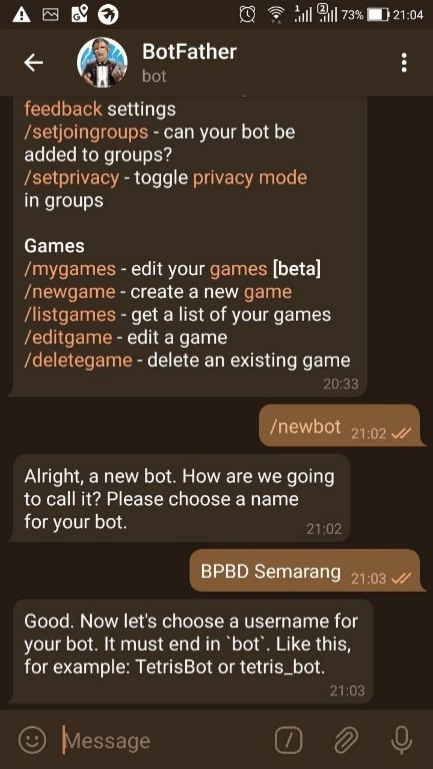 73% 21:04
BotFather
bot
feedback settings
/setjoingroups - can your bot be
added to groups?
/setprivacy - toggle privacy mode
in groups
Games
/mygames - edit your games [beta]
/newgame - create a new game
/listgames - get a list of your games
/editgame - edit a game
/deletegame - delete an existing game
20:33
/newbot 21:02
Alright, a new bot. How are we going
to call it? Please choose a name
for your bot.
21:02
BPBD Semarang 21:03
Good. Now let's choose a username for
your bot. It must end in `bot`. Like this,
for example: TetrisBot or tetris_bot.
21:03
Message